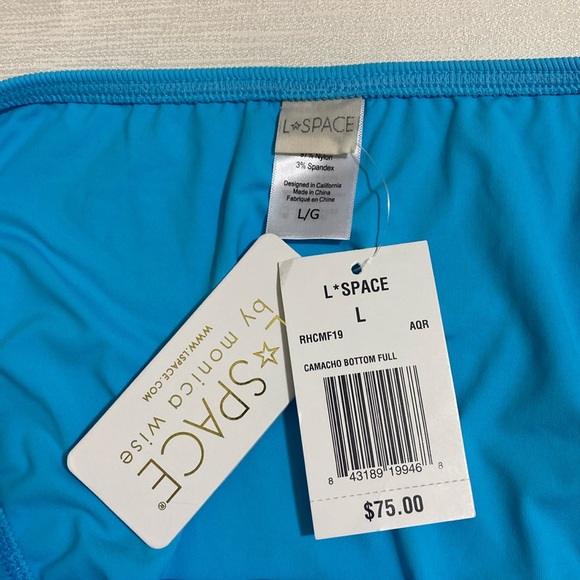 L☆SPACE
Nylon
3% Spandex
Designed in California
Made in China
Fabriqué en Chine
L/G
L☆SPACE®
by monica wise
WWW.LSPACE.COM
L*SPACE
L
RHCMF19 AQR
CAMACHO BOTTOM FULL
8 43189 19946 8
$75.00